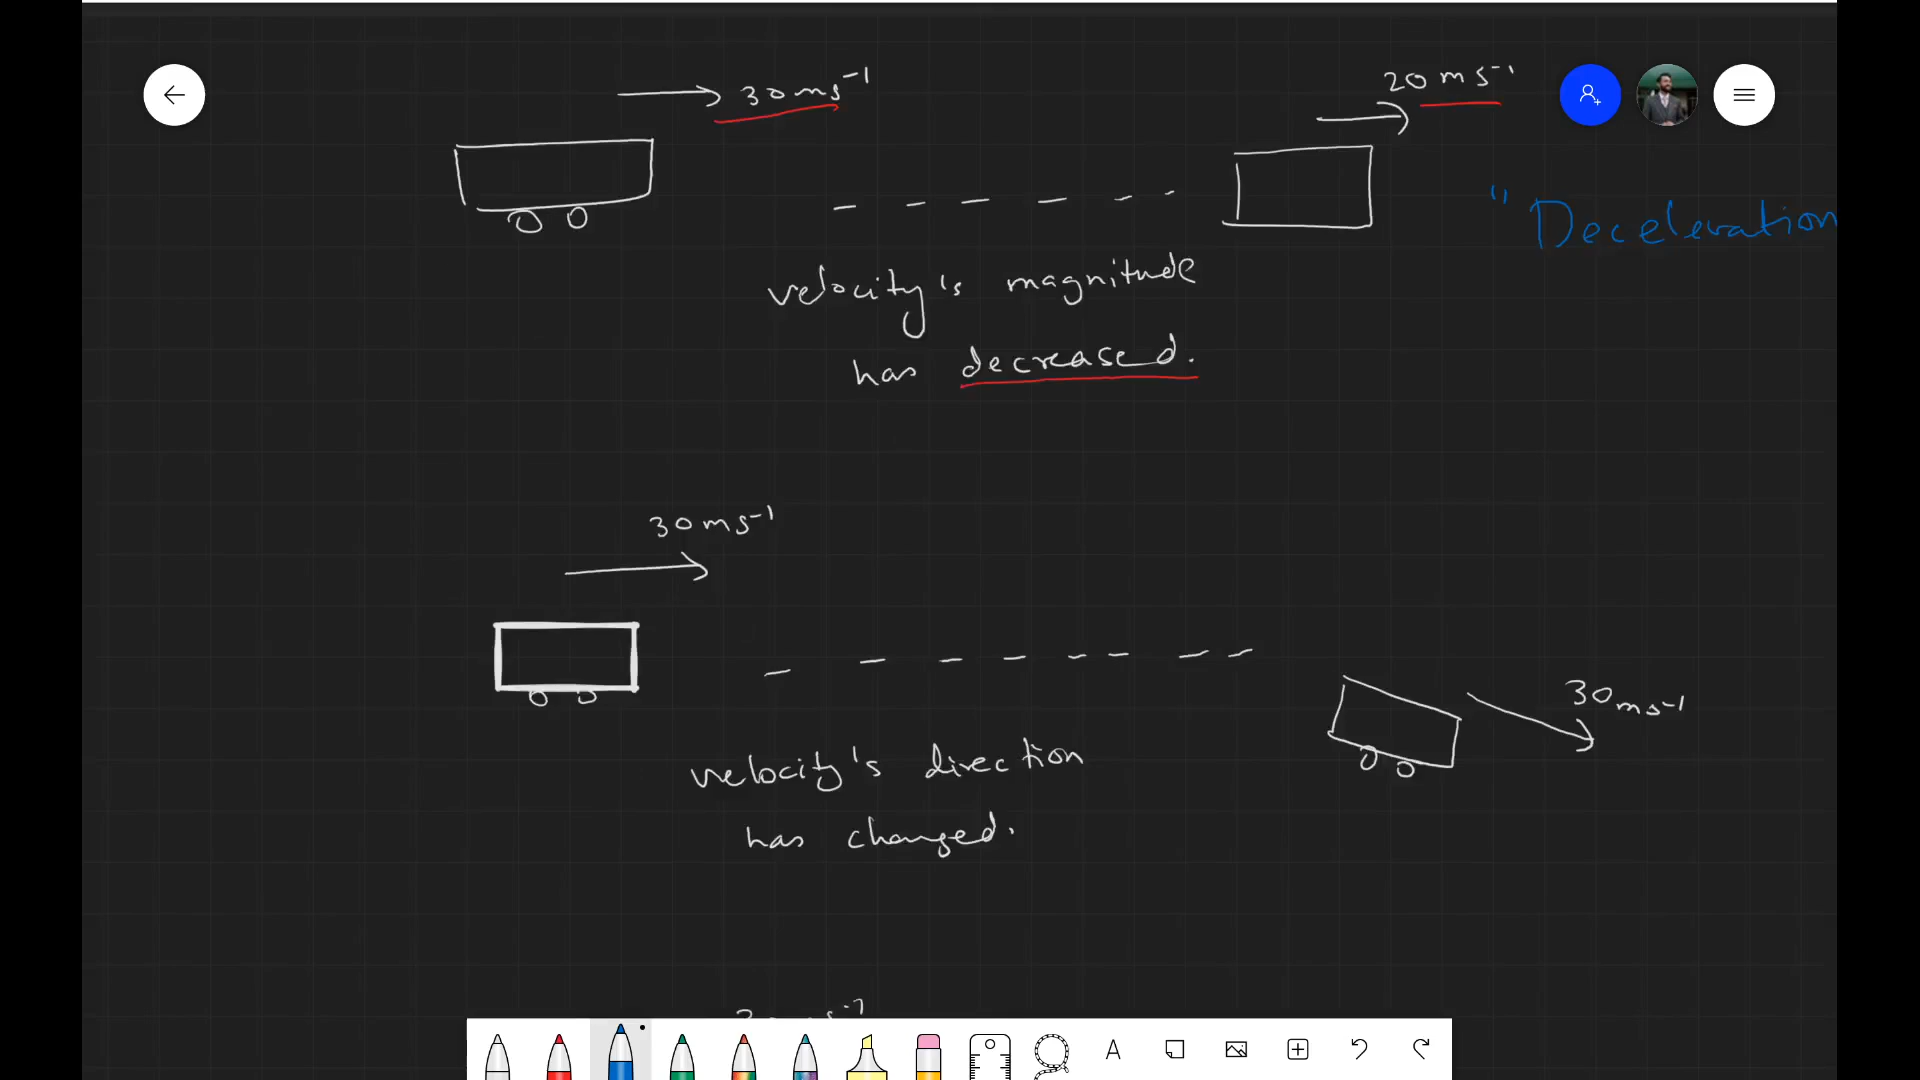 30 ms⁻¹
20 ms⁻¹
"Deceleration
velocity's magnitude
has decreased.
30 ms⁻¹
30 ms⁻¹
velocity's direction
has changed.
A